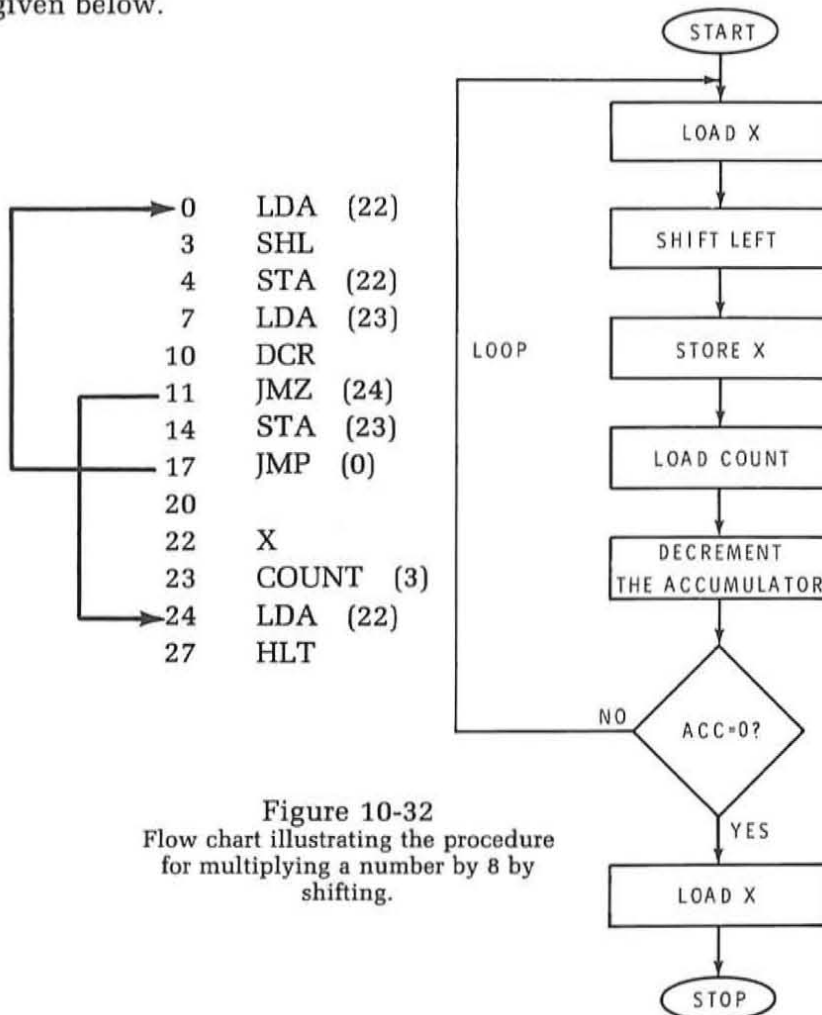 given below.
0 LDA (22)
3 SHL
4 STA (22)
7 LDA (23)
10 DCR
11 JMZ (24)
14 STA (23)
17 JMP (0)
20
22 X
23 COUNT (3)
24 LDA (22)
27 HLT
Figure 10-32
Flow chart illustrating the procedure
for multiplying a number by 8 by
shifting.
START
LOAD X
SHIFT LEFT
STORE X
LOOP
LOAD COUNT
DECREMENT
THE ACCUMULATOR
NO
ACC=0?
YES
LOAD X
STOP